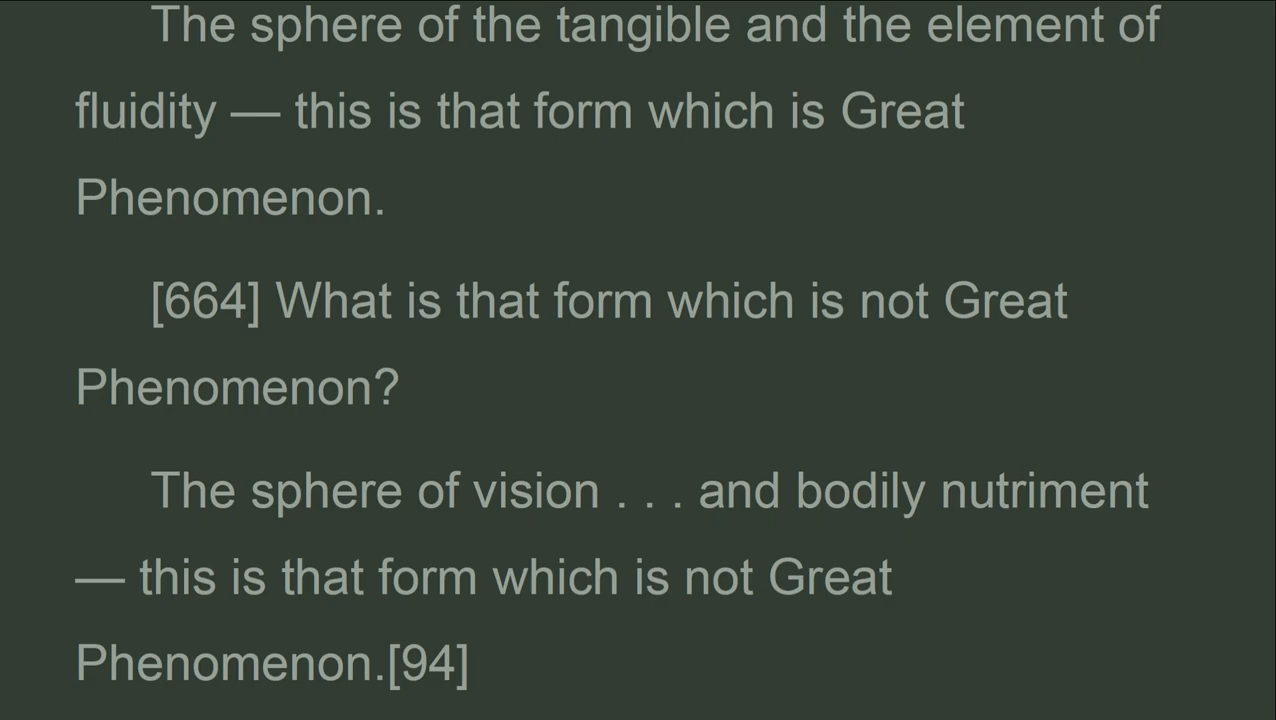 The sphere of the tangible and the element of
fluidity — this is that form which is Great
Phenomenon.
[664] What is that form which is not Great
Phenomenon?
The sphere of vision . . . and bodily nutriment
— this is that form which is not Great
Phenomenon.[94]